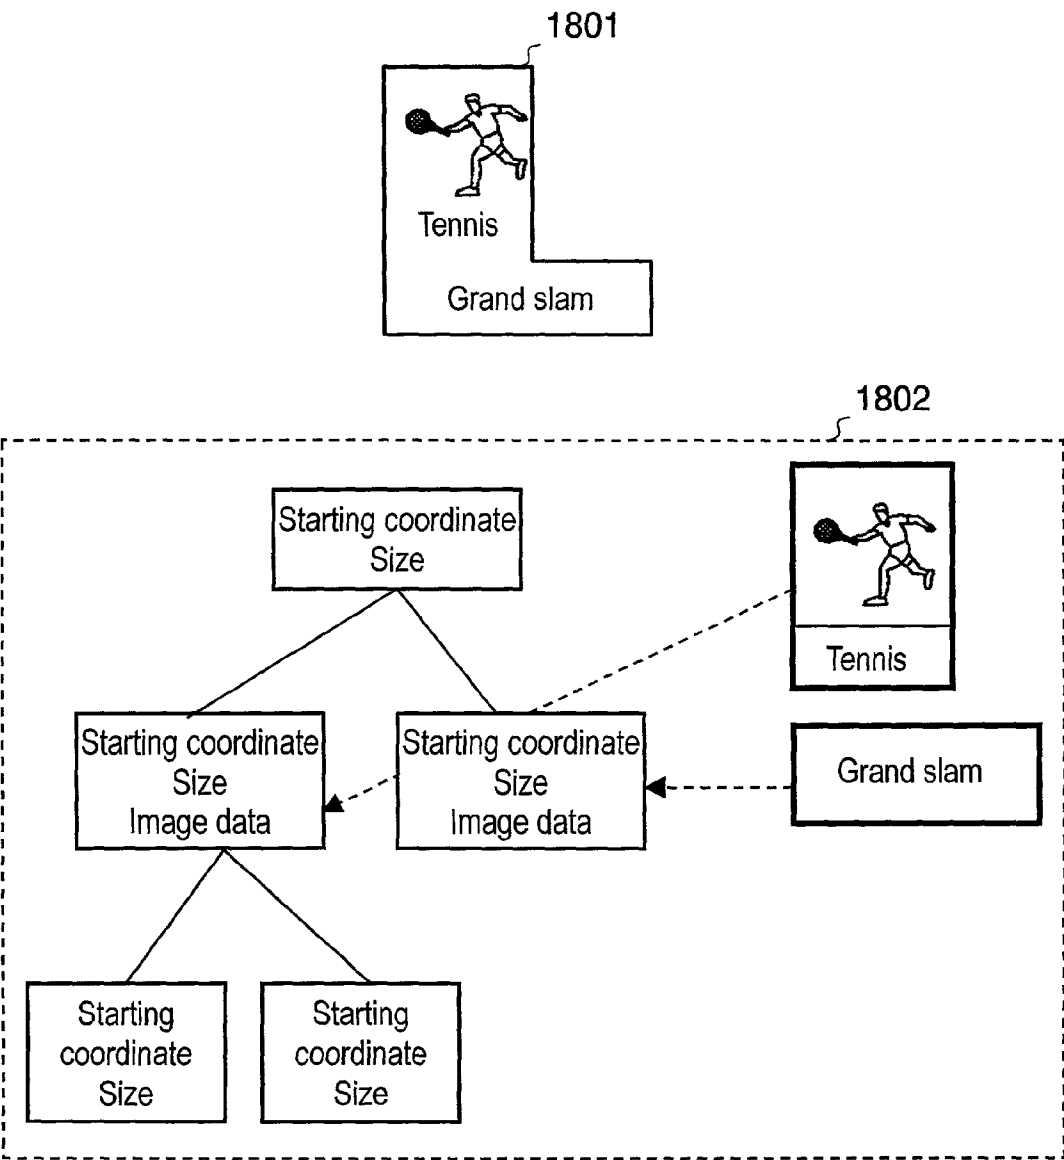 1801
Tennis
Grand slam
1802
Starting coordinate
Size
Tennis
Starting coordinate
Size
Image data
Starting coordinate
Size
Image data
Grand slam
Starting
coordinate
Size
Starting
coordinate
Size